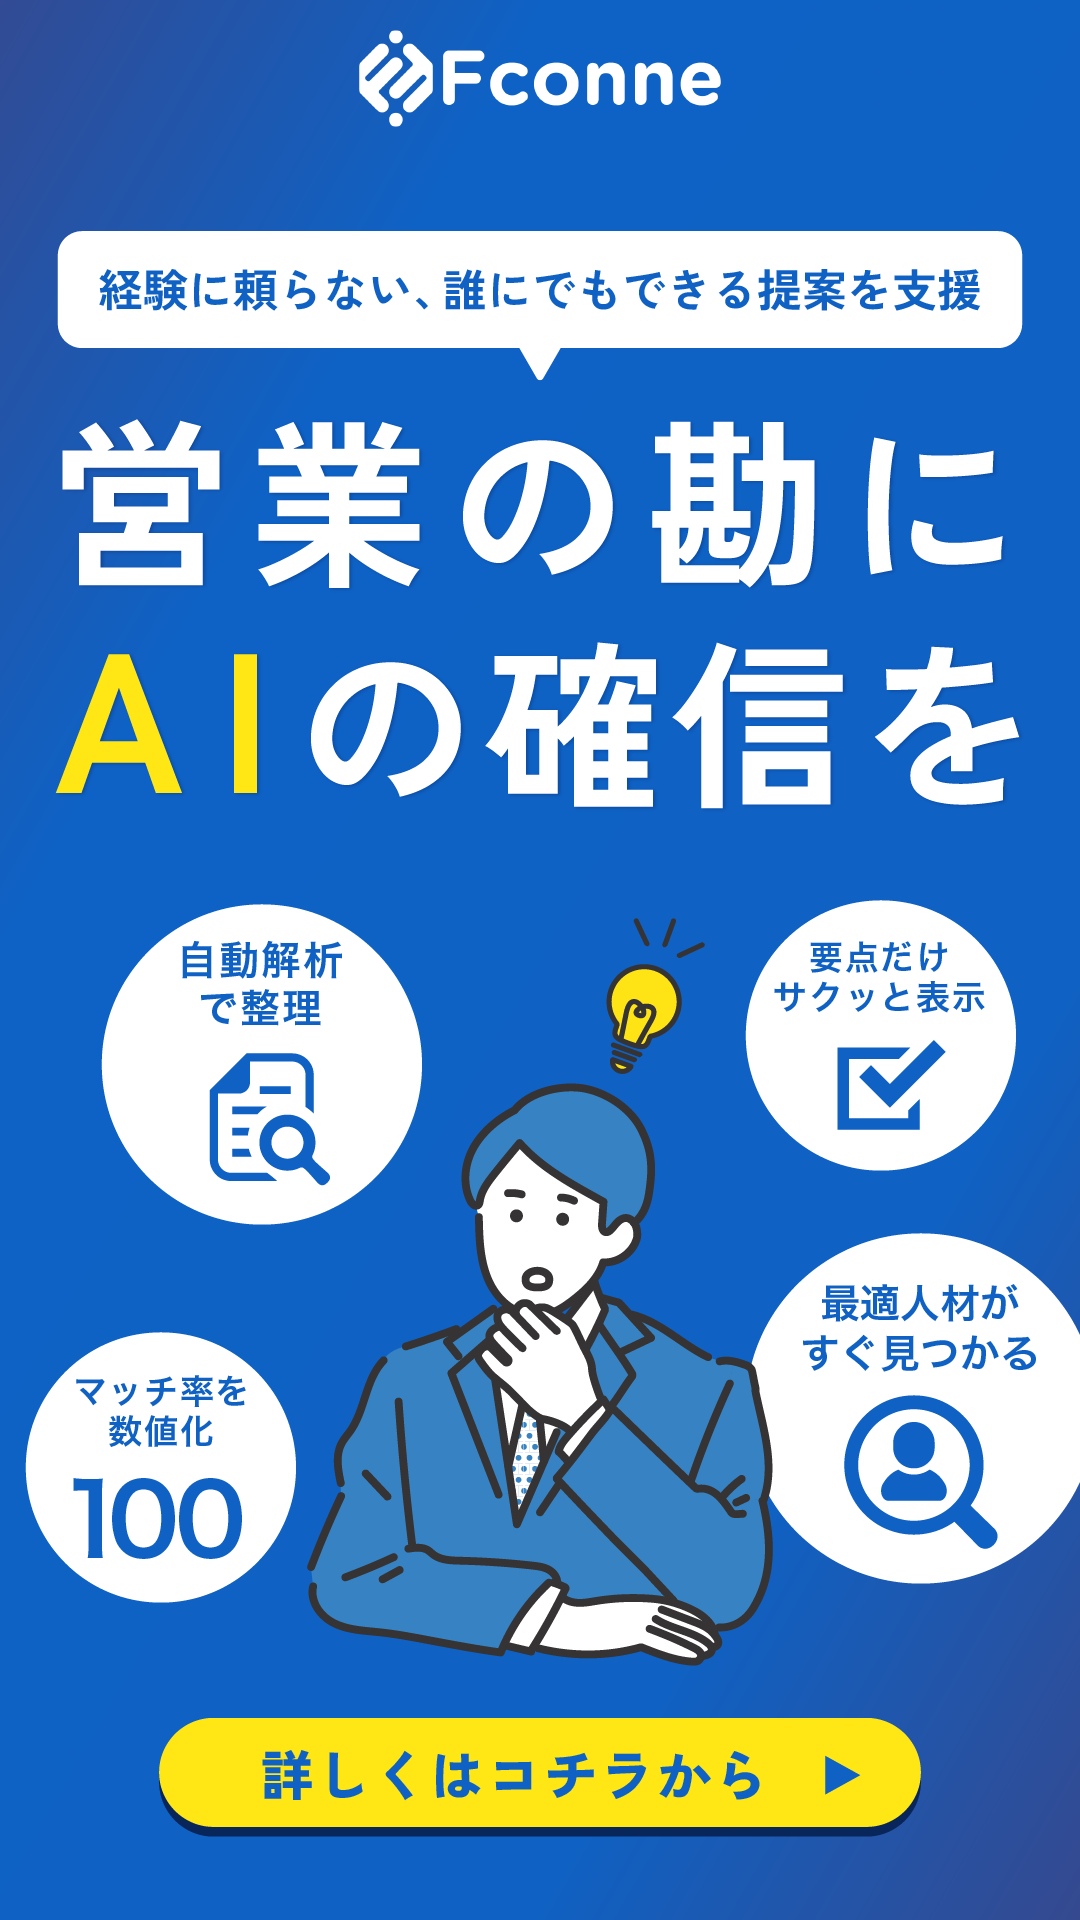 Fconne
経験に頼らない、誰にでもできる提案を支援
営業の勘に
AIの確信を
自動解析
で整理
要点だけ
サクッと表示
最適人材が
すぐ見つかる
マッチ率を
数値化
100
詳しくはコチラから